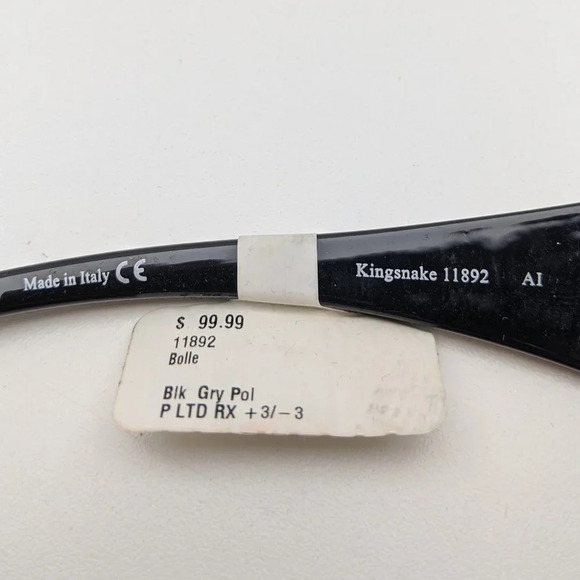 Made in Italy CE
Kingsnake 11892 AI
$ 99.99
11892
Bolle
Blk Gry Pol
P LTD RX +3/-3